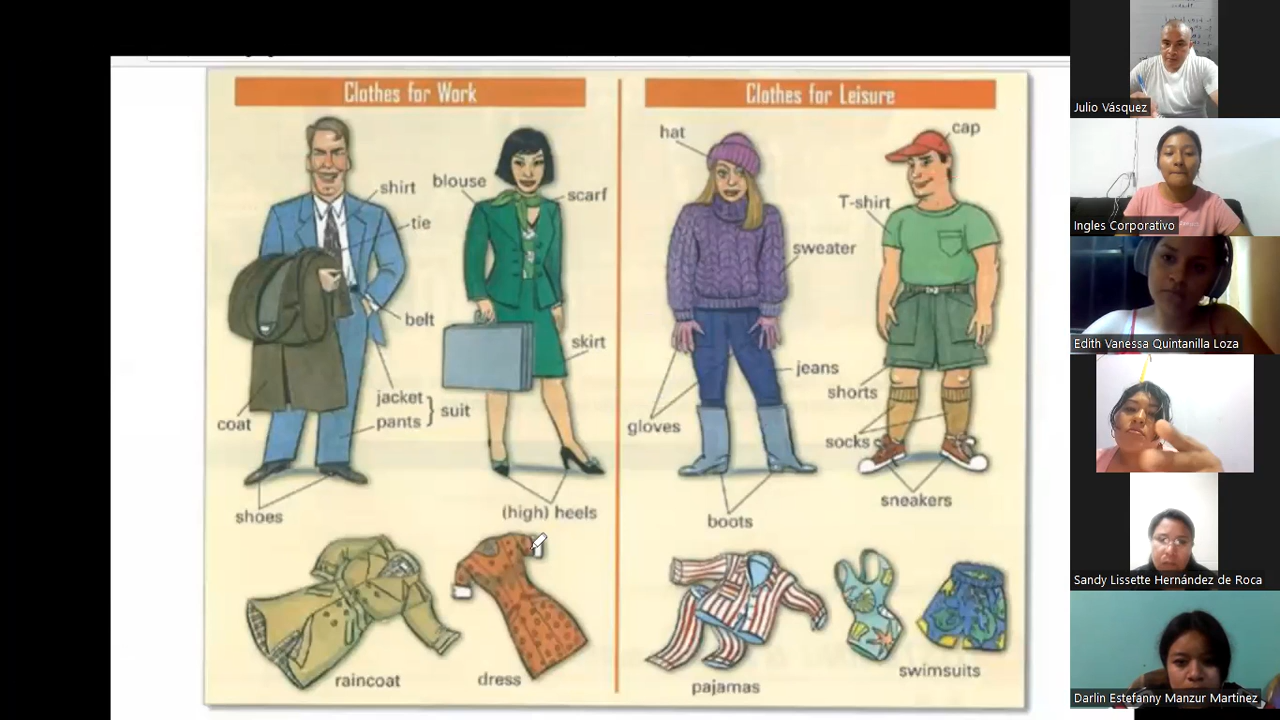 Clothes for Work
shirt
blouse
scarf
tie
belt
skirt
jacket
pants
suit
coat
shoes
(high) heels
raincoat
dress
Clothes for Leisure
hat
cap
T-shirt
sweater
jeans
shorts
gloves
socks
sneakers
boots
pajamas
swimsuits
Julio Vásquez
Ingles Corporativo
Edith Vanessa Quintanilla Loza
Sandy Lissette Hernández de Roca
Darlin Estefanny Manzur Martínez